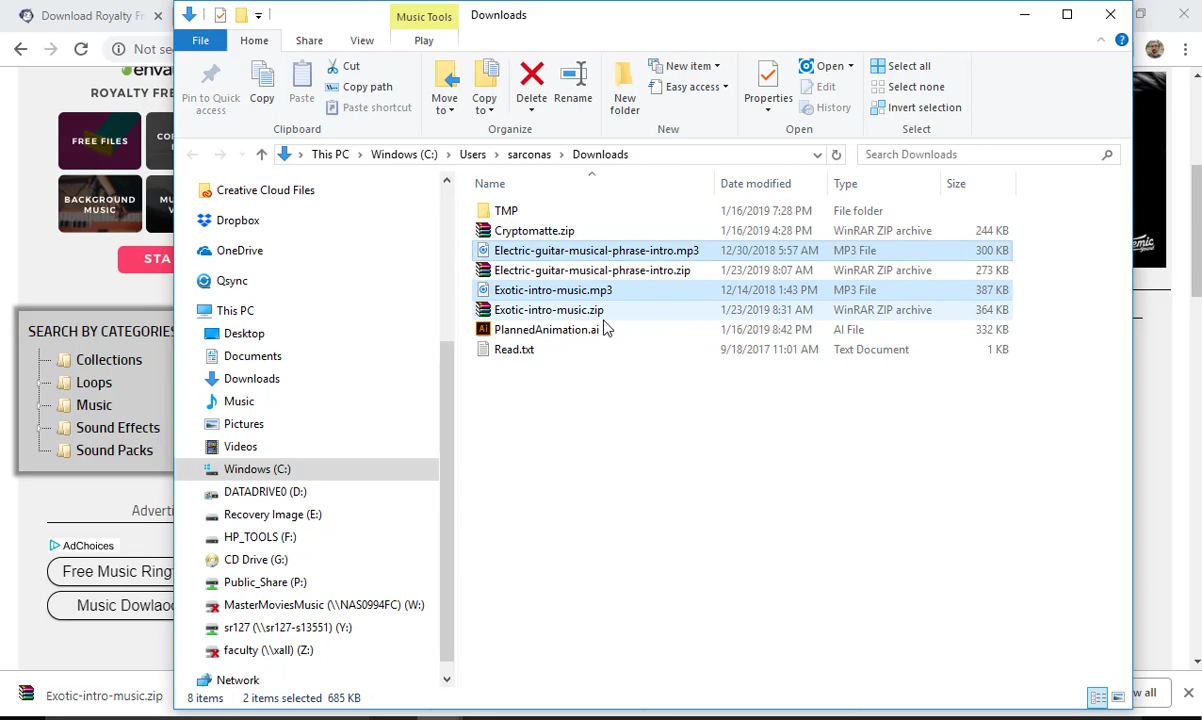 Download Royalty Fr
Music Tools
Downloads
File
Home
Share
View
Play
Not se
Pin to Quick access
Copy
Paste
Cut
Copy path
Paste shortcut
Clipboard
Move to
Copy to
Delete
Rename
Organize
New folder
New item
Easy access
New
Properties
Open
Edit
History
Open
Select all
Select none
Invert selection
Select
This PC
Windows (C:)
Users
sarconas
Downloads
Search Downloads
envat
ROYALTY FRE
FREE FILES
CO
BACKGROUND MUSIC
MU
V
STA
SEARCH BY CATEGORIES
Collections
Loops
Music
Sound Effects
Sound Packs
Adverti
AdChoices
Free Music Ring
Music Dowlaoc
Exotic-intro-music.zip
Creative Cloud Files
Dropbox
OneDrive
Qsync
This PC
Desktop
Documents
Downloads
Music
Pictures
Videos
Windows (C:)
DATADRIVE0 (D:)
Recovery Image (E:)
HP_TOOLS (F:)
CD Drive (G:)
Public_Share (P:)
MasterMoviesMusic (\\NAS0994FC) (W:)
sr127 (\\sr127-s13551) (Y:)
faculty (\\xall) (Z:)
Network
Name Date modified Type Size
TMP 1/16/2019 7:28 PM File folder
Cryptomatte.zip 1/16/2019 4:28 PM WinRAR ZIP archive 244 KB
Electric-guitar-musical-phrase-intro.mp3 12/30/2018 5:57 AM MP3 File 300 KB
Electric-guitar-musical-phrase-intro.zip 1/23/2019 8:07 AM WinRAR ZIP archive 273 KB
Exotic-intro-music.mp3 12/14/2018 1:43 PM MP3 File 387 KB
Exotic-intro-music.zip 1/23/2019 8:31 AM WinRAR ZIP archive 364 KB
PlannedAnimation.ai 1/16/2019 8:42 PM AI File 332 KB
Read.txt 9/18/2017 11:01 AM Text Document 1 KB
8 items 2 items selected 685 KB
emic
w all